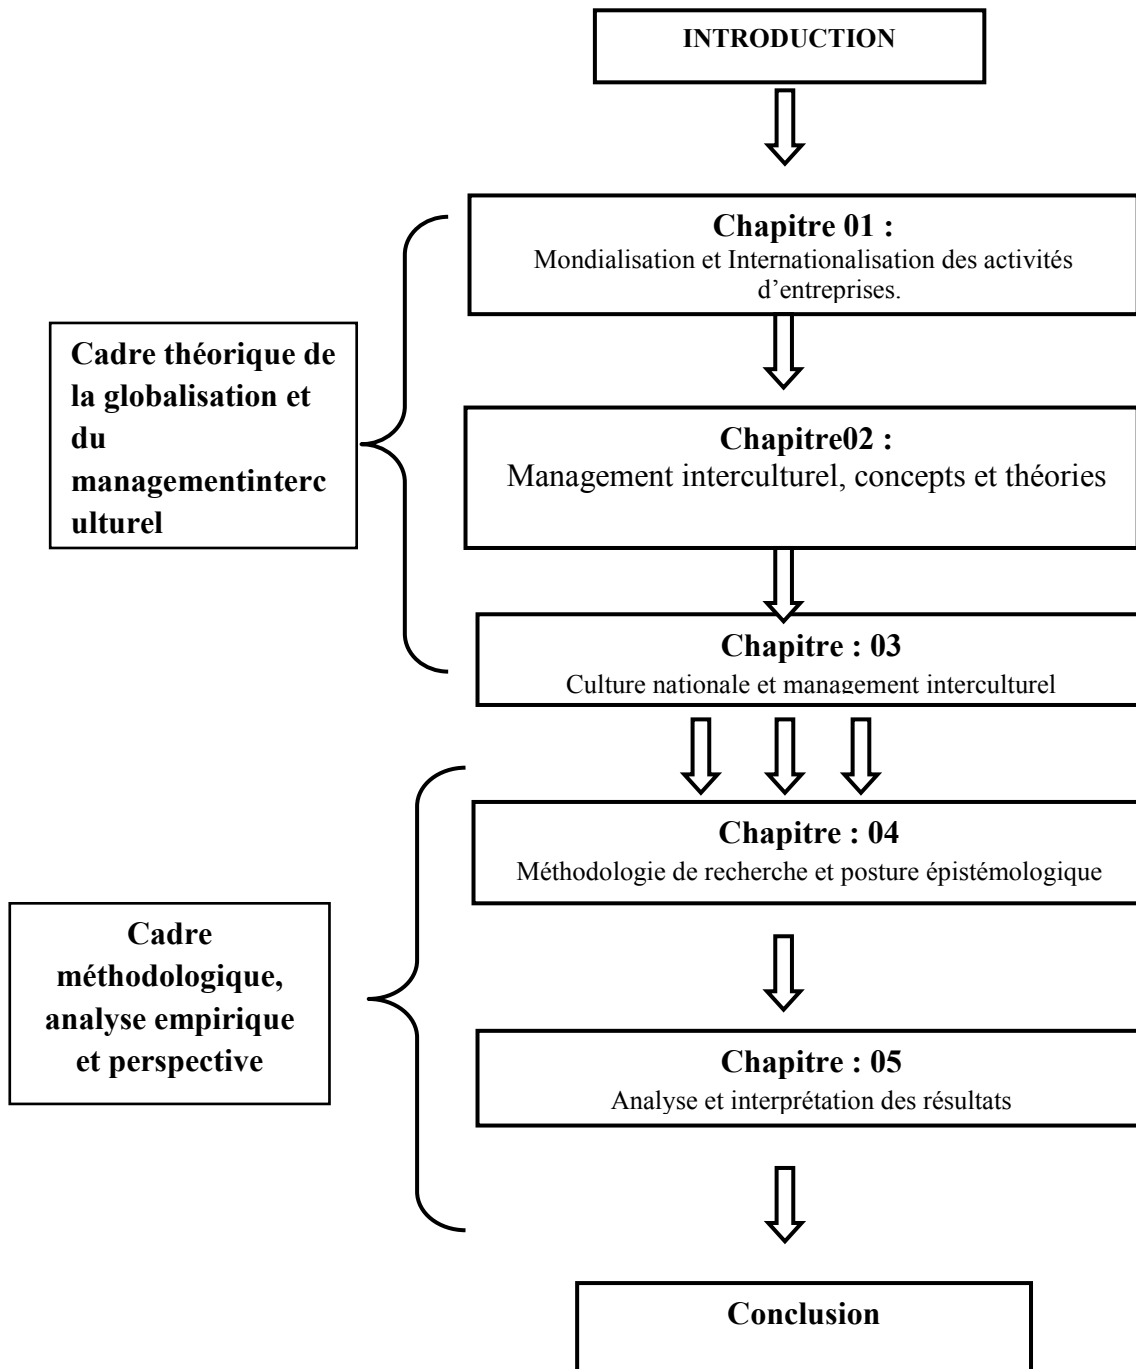 INTRODUCTION
Chapitre 01 :
Mondialisation et Internationalisation des activités
d’entreprises.
Cadre théorique de
la globalisation et
du
managementinterc
ulturel
Chapitre02 :
Management interculturel, concepts et théories
Chapitre : 03
Culture nationale et management interculturel
Chapitre : 04
Méthodologie de recherche et posture épistémologique
Cadre
méthodologique,
analyse empirique
et perspective
Chapitre : 05
Analyse et interprétation des résultats
Conclusion